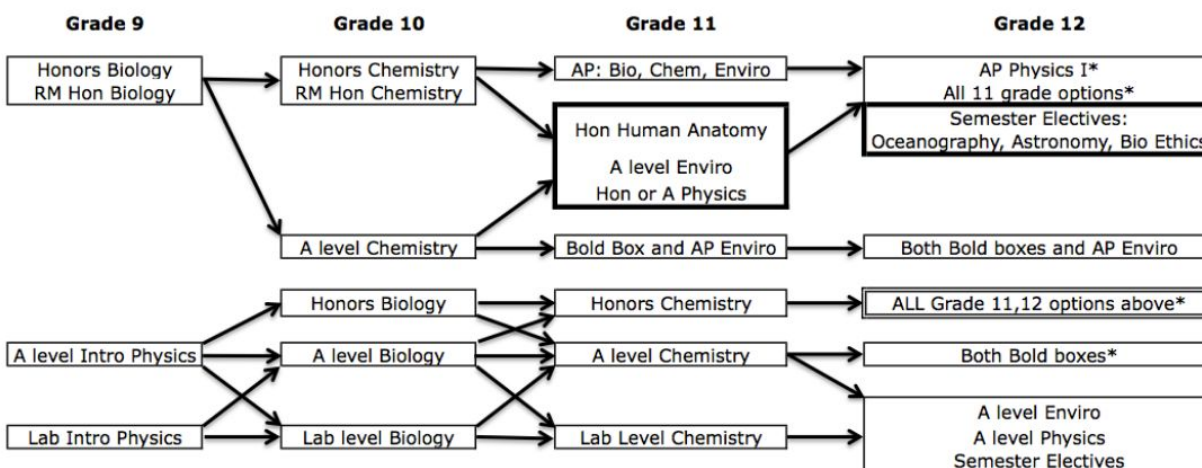 Grade 9
Grade 10
Grade 11
Grade 12
Honors Biology
RM Hon Biology
Honors Chemistry
RM Hon Chemistry
AP: Bio, Chem, Enviro
AP Physics I*
All 11 grade options*
Hon Human Anatomy
A level Enviro
Hon or A Physics
Semester Electives:
Oceanography, Astronomy, Bio Ethics
A level Chemistry
Bold Box and AP Enviro
Both Bold boxes and AP Enviro
Honors Biology
Honors Chemistry
ALL Grade 11,12 options above*
A level Intro Physics
A level Biology
A level Chemistry
Both Bold boxes*
Lab Intro Physics
Lab level Biology
Lab Level Chemistry
A level Enviro
A level Physics
Semester Electives